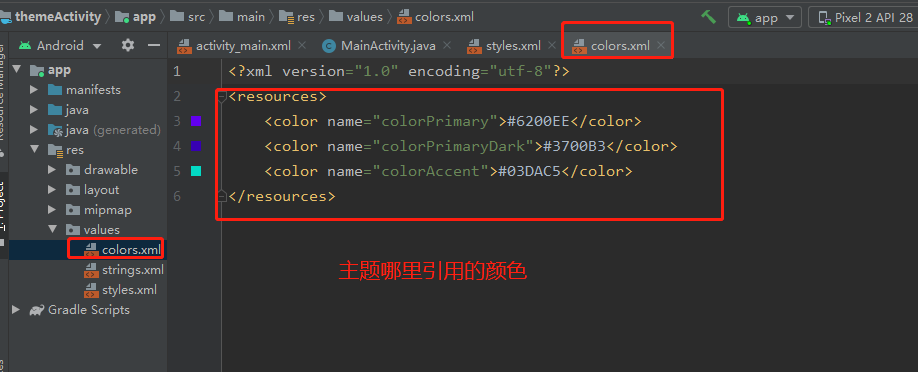 themeActivity > app > src > main > res > values > colors.xml
app
Pixel 2 API 28
Android
activity_main.xml
MainActivity.java
styles.xml
colors.xml
app
manifests
java
java (generated)
res
drawable
layout
mipmap
values
colors.xml
strings.xml
styles.xml
Gradle Scripts
1 <?xml version="1.0" encoding="utf-8"?>
2 <resources>
3 <color name="colorPrimary">#6200EE</color>
4 <color name="colorPrimaryDark">#3700B3</color>
5 <color name="colorAccent">#03DAC5</color>
6 </resources>
主题哪里引用的颜色